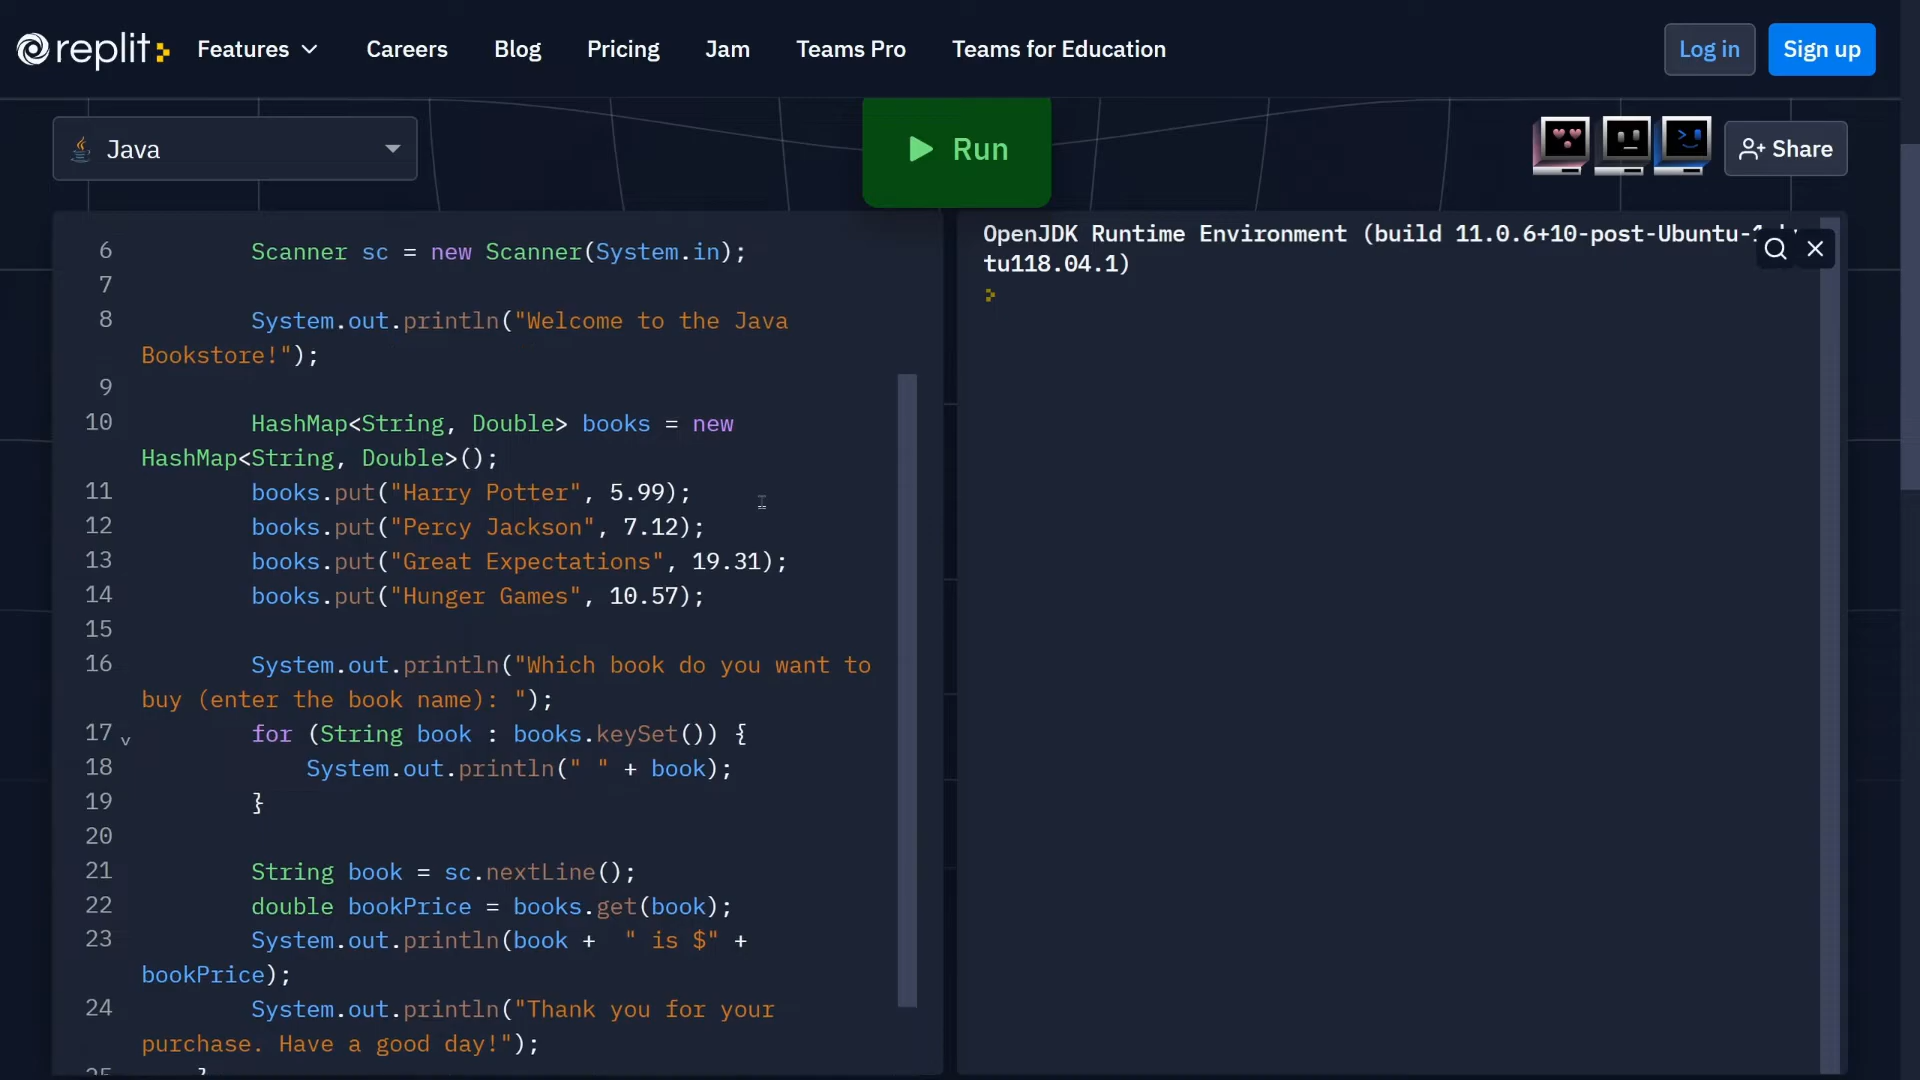 replit Features Careers Blog Pricing Jam Teams Pro Teams for Education Log in Sign up
Java Run Share
6 Scanner sc = new Scanner(System.in);
7
8 System.out.println("Welcome to the Java
Bookstore!");
9
10 HashMap<String, Double> books = new
HashMap<String, Double>();
11 books.put("Harry Potter", 5.99);
12 books.put("Percy Jackson", 7.12);
13 books.put("Great Expectations", 19.31);
14 books.put("Hunger Games", 10.57);
15
16 System.out.println("Which book do you want to
buy (enter the book name): ");
17 for (String book : books.keySet()) {
18 System.out.println(" " + book);
19 }
20
21 String book = sc.nextLine();
22 double bookPrice = books.get(book);
23 System.out.println(book +  " is $" +
bookPrice);
24 System.out.println("Thank you for your
purchase. Have a good day!");
OpenJDK Runtime Environment (build 11.0.6+10-post-Ubuntu-1
tu118.04.1)